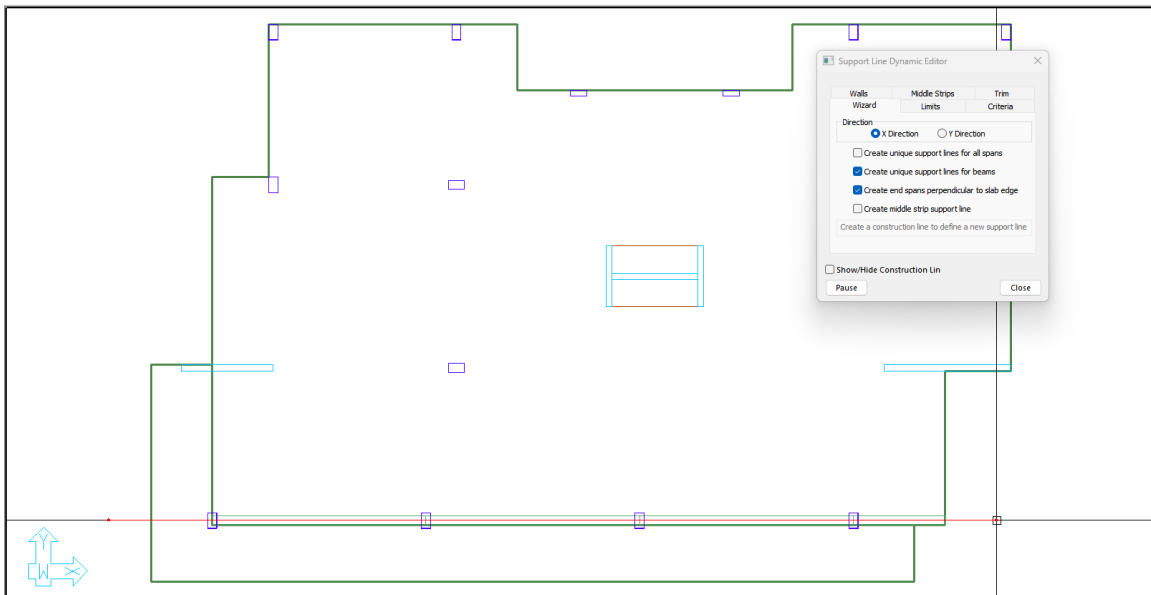 Support Line Dynamic Editor
Walls Middle Strips Trim
Wizard Limits Criteria
Direction
X Direction Y Direction
Create unique support lines for all spans
Create unique support lines for beams
Create end spans perpendicular to slab edge
Create middle strip support line
Create a construction line to define a new support line
Show/Hide Construction Lin
Pause Close
Y
W X